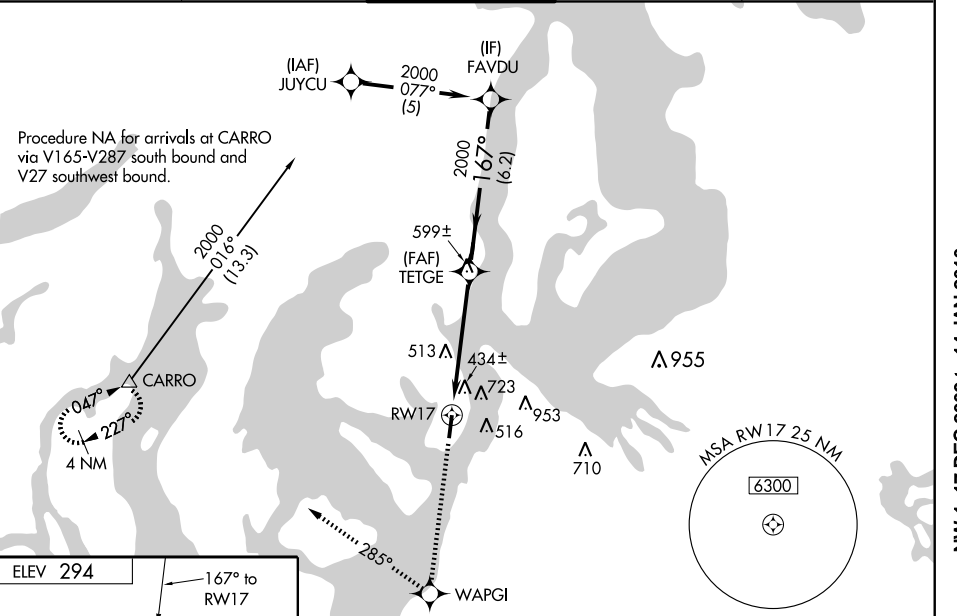 (IAF)
JUYCU
2000
077°
(5)
(IF)
FAVDU
Procedure NA for arrivals at CARRO
via V165-V287 south bound and
V27 southwest bound.
2000
167°
(6.2)
2000
016°
(13.3)
599±
(FAF)
TETGE
513
434±
955
CARRO
723
047°
RW17
953
227°
516
4 NM
710
MSA RW17 25 NM
6300
285°
ELEV 294
167° to
RW17
WAPGI